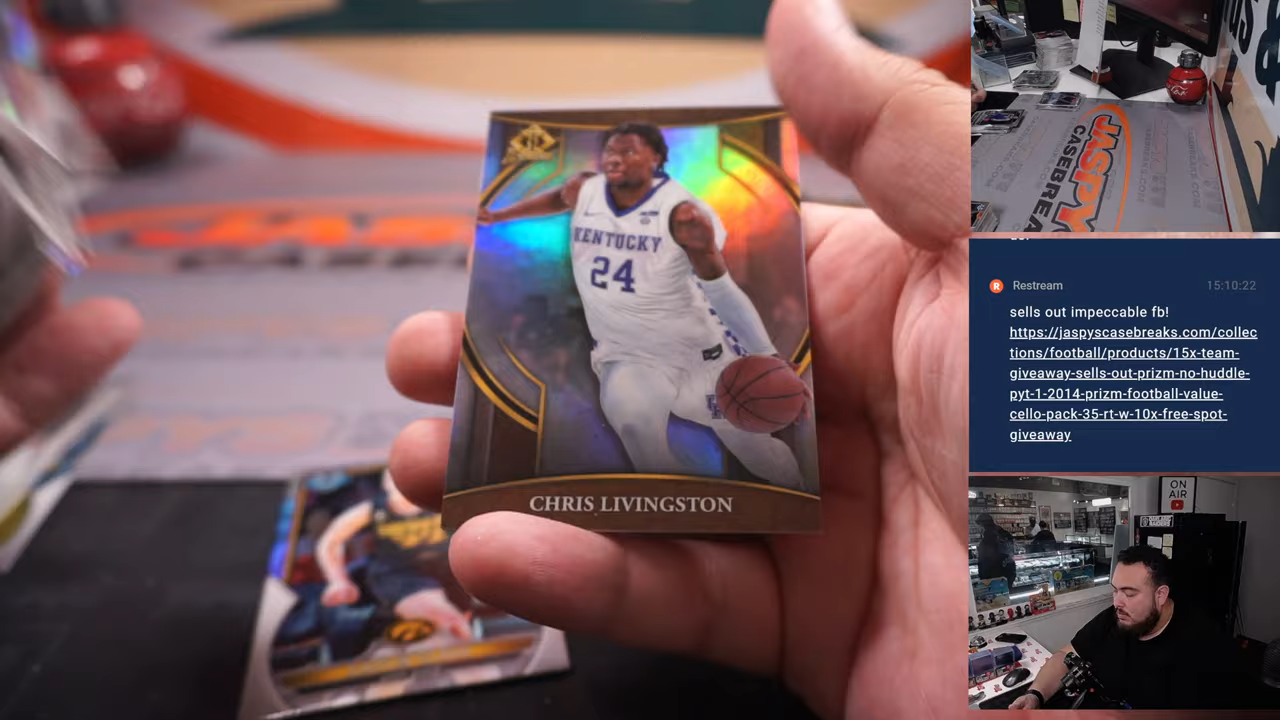 KENTUCKY
24
CHRIS LIVINGSTON
JASPY'S
CASEBREA
Restream
15:10:22
sells out impeccable fb!
https://jaspyscasebreaks.com/collec
tions/football/products/15x-team-
giveaway-sells-out-prizm-no-huddle-
pyt-1-2014-prizm-football-value-
cello-pack-35-rt-w-10x-free-spot-
giveaway
ON
AIR